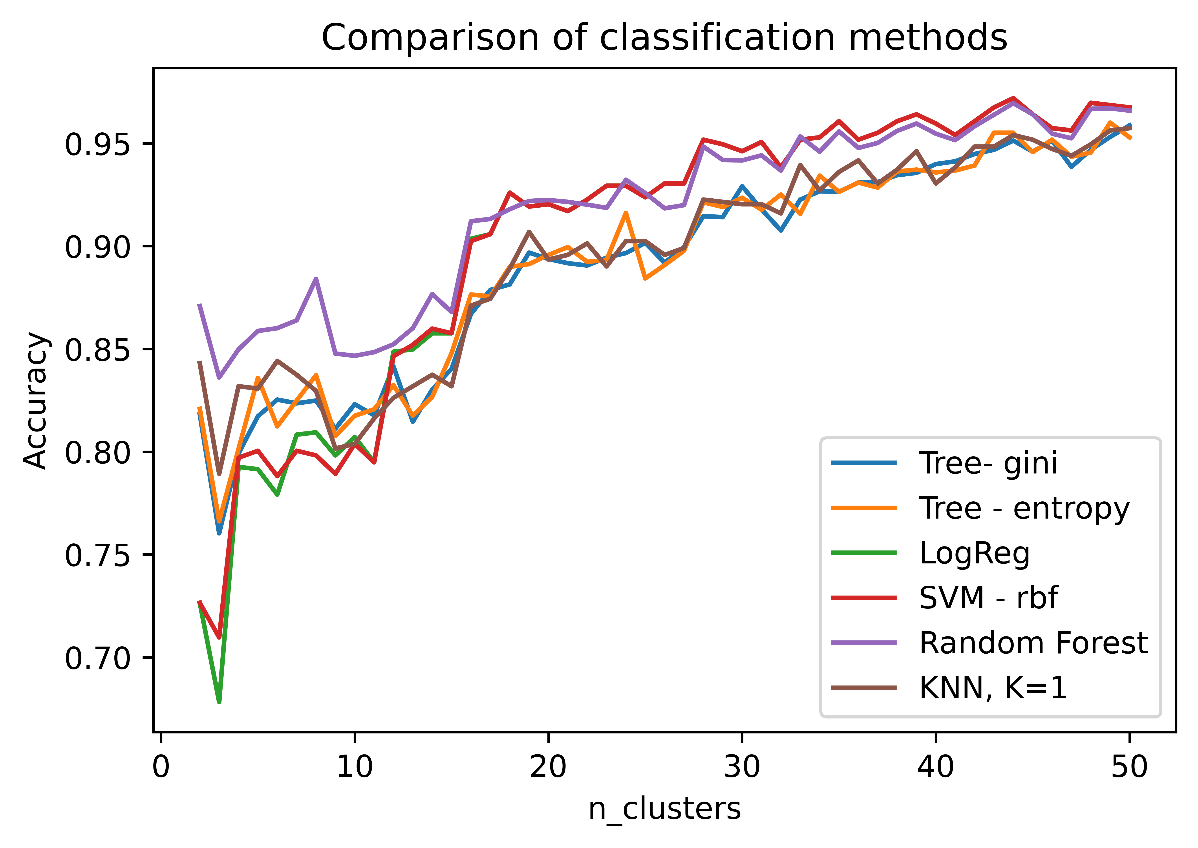 Comparison of classification methods
Accuracy
0.95
0.90
0.85
0.80
0.75
0.70
Tree- gini
Tree - entropy
LogReg
SVM - rbf
Random Forest
KNN, K=1
0 10 20 30 40 50
n_clusters